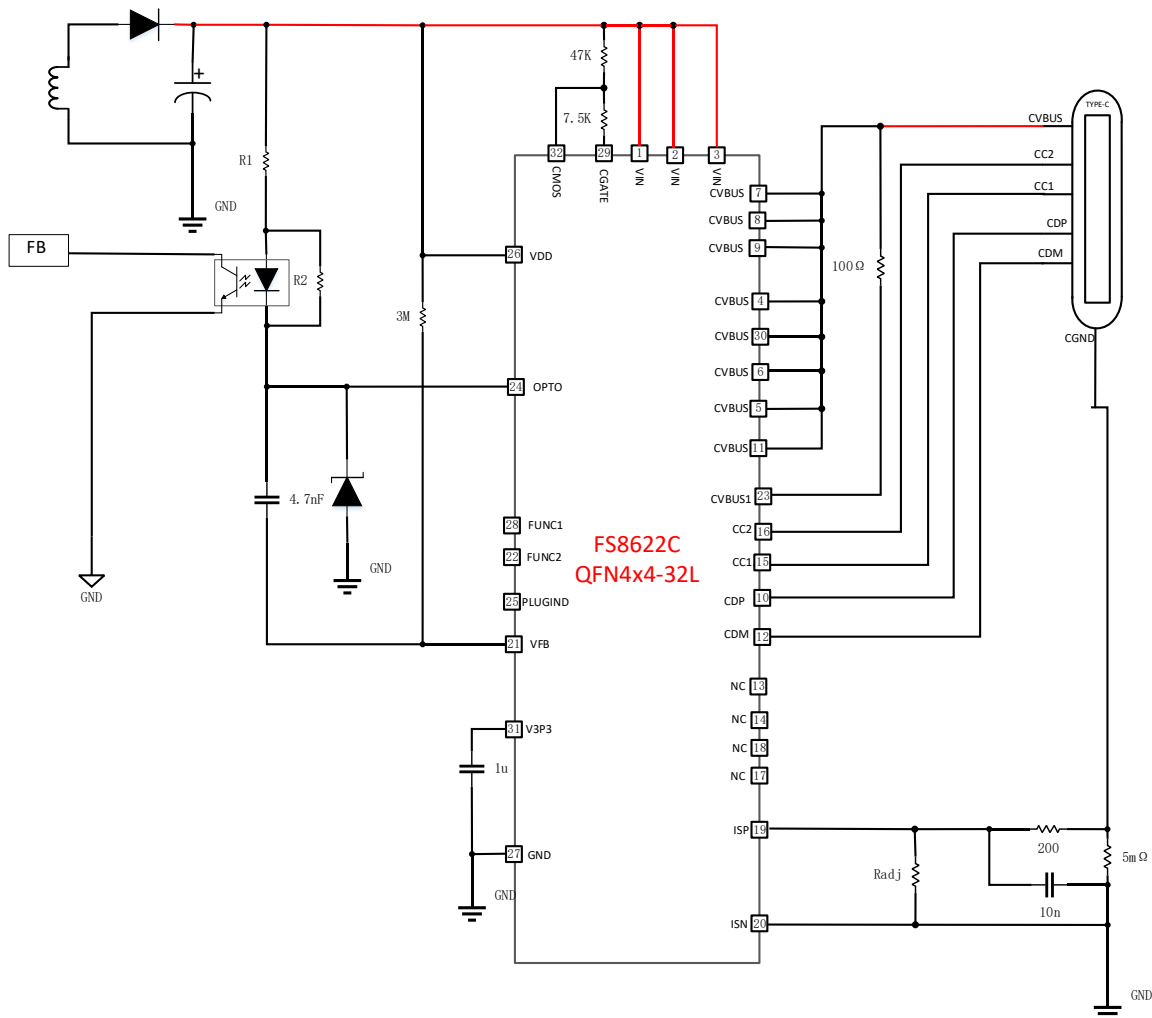 TYPE-C
CVBUS
CC2
CC1
CDP
CDM
CGND
47K
7.5K
32
29
1
2
3
CMOS
CGATE
VIN
VIN
VIN
R1
GND
FB
R2
3M
26 VDD
24 OPTO
4.7nF
GND
GND
28 FUNC1
22 FUNC2
25 PLUGIND
21 VFB
31 V3P3
1u
27 GND
GND
FS8622C
QFN4x4-32L
CVBUS 7
CVBUS 8
CVBUS 9
CVBUS 4
CVBUS 30
CVBUS 6
CVBUS 5
CVBUS 11
100Ω
CVBUS1 23
CC2 16
CC1 15
CDP 10
CDM 12
NC 13
NC 14
NC 18
NC 17
ISP 19
200
5mΩ
Radj
10n
ISN 20
GND